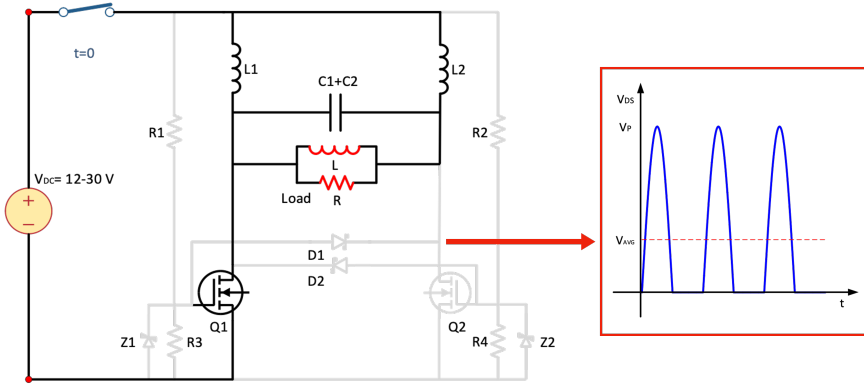 t=0
L1
L2
C1+C2
R1
R2
L
VDC= 12-30 V
Load
R
D1
D2
Q1
Q2
Z1
R3
R4
Z2
VDS
VP
VAVG
t